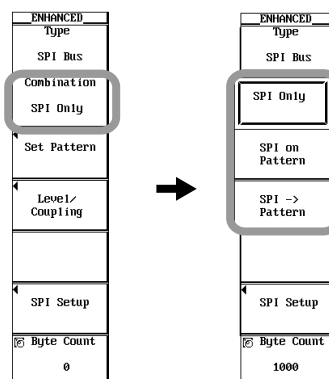 ENHANCED
Type
SPI Bus
Combination
SPI Only
Set Pattern
Level/
Coupling
SPI Setup
Byte Count
0
ENHANCED
Type
SPI Bus
SPI Only
SPI on
Pattern
SPI ->
Pattern
SPI Setup
Byte Count
1000